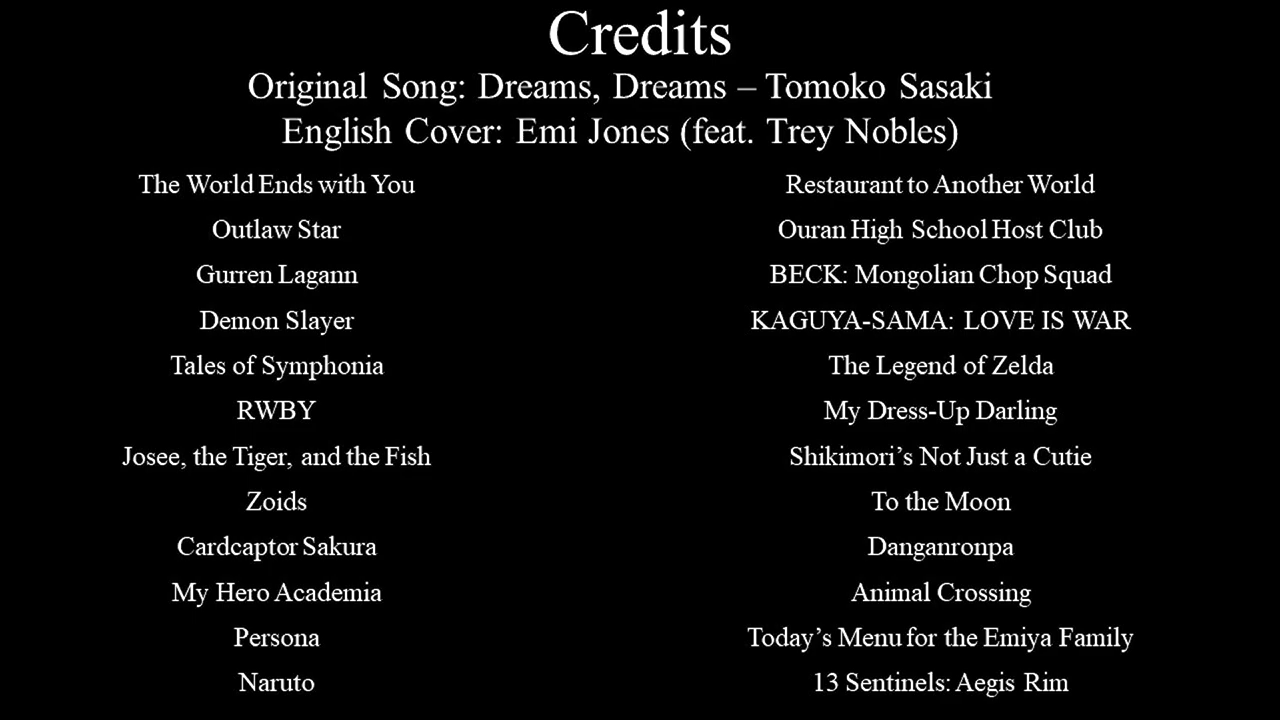 Credits
Original Song: Dreams, Dreams – Tomoko Sasaki
English Cover: Emi Jones (feat. Trey Nobles)
The World Ends with You
Outlaw Star
Gurren Lagann
Demon Slayer
Tales of Symphonia
RWBY
Josee, the Tiger, and the Fish
Zoids
Cardcaptor Sakura
My Hero Academia
Persona
Naruto
Restaurant to Another World
Ouran High School Host Club
BECK: Mongolian Chop Squad
KAGUYA-SAMA: LOVE IS WAR
The Legend of Zelda
My Dress-Up Darling
Shikimori’s Not Just a Cutie
To the Moon
Danganronpa
Animal Crossing
Today’s Menu for the Emiya Family
13 Sentinels: Aegis Rim